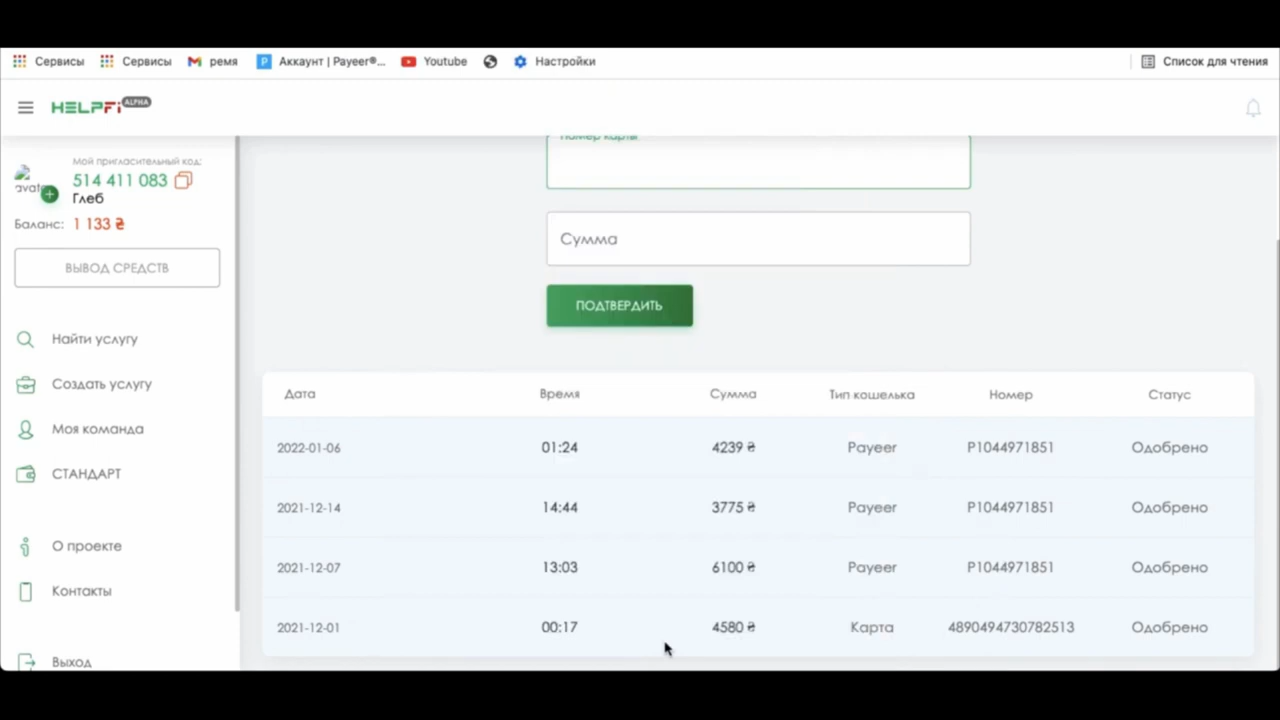 Сервисы Сервисы ремя Аккаунт | Payeer®... Youtube Настройки Список для чтения
HELPFi ALPHA
Номер карты
Мой пригласительный код:
514 411 083
avata
Глеб
Баланс: 1 133 ₴
ВЫВОД СРЕДСТВ
Сумма
ПОДТВЕРДИТЬ
Найти услугу
Создать услугу
Моя команда
СТАНДАРТ
О проекте
Контакты
Выход
Дата Время Сумма Тип кошелька Номер Статус
2022-01-06 01:24 4239 ₴ Payeer P1044971851 Одобрено
2021-12-14 14:44 3775 ₴ Payeer P1044971851 Одобрено
2021-12-07 13:03 6100 ₴ Payeer P1044971851 Одобрено
2021-12-01 00:17 4580 ₴ Карта 4890494730782513 Одобрено